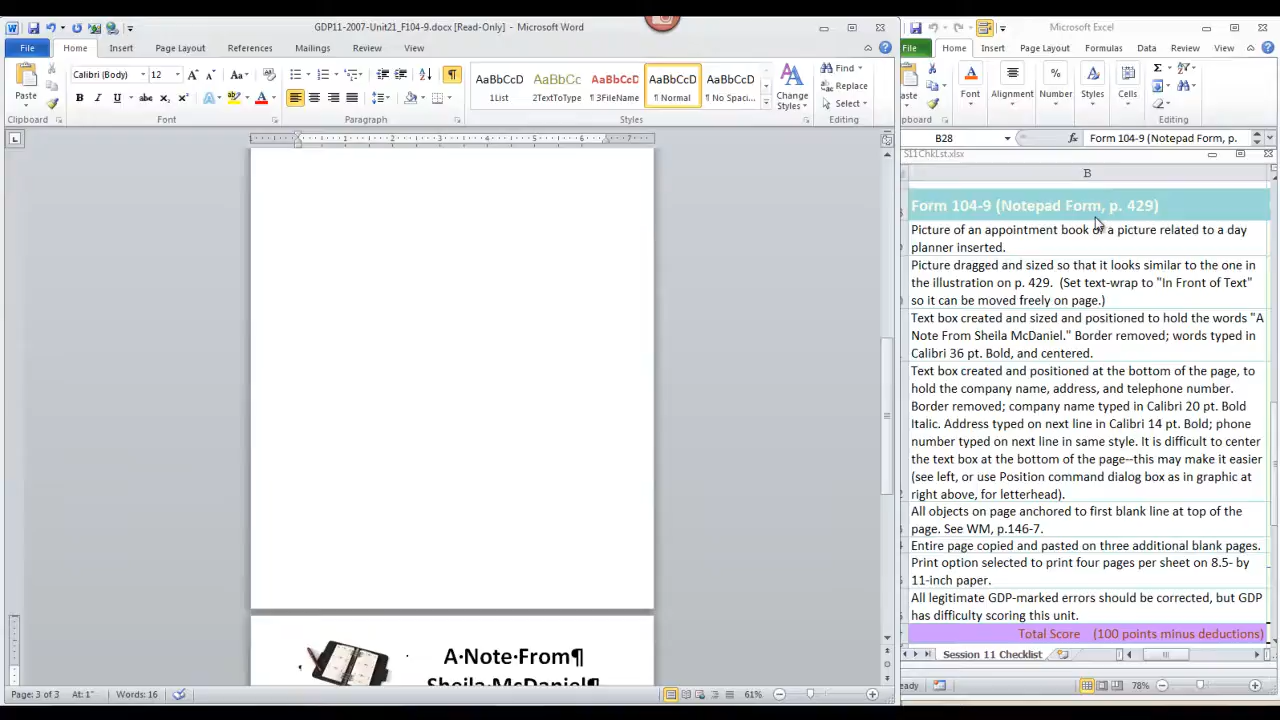 GDP11-2007-Unit21_F104-9.docx [Read-Only] - Microsoft Word
File Home Insert Page Layout References Mailings Review View
Paste
Clipboard
Calibri (Body) 12
Font
Paragraph
AaBbCcD AaBbCc AaBbCcD AaBbCcD AaBbCcD
¶ 1List 2TextToType ¶ 3FileName ¶ Normal ¶ No Spaci...
Styles
Change Styles
Find
Replace
Select
Editing
A·Note·From¶
Sheila·McDaniel¶
Page: 3 of 3 At: 1" Words: 16 61%
Microsoft Excel
File Home Insert Page Layout Formulas Data Review View
Font Alignment Number Styles Cells
Clipboard Editing
B28 fx Form 104-9 (Notepad Form, p.
S11ChkLst.xlsx
B
Form 104-9 (Notepad Form, p. 429)
Picture of an appointment book or a picture related to a day
planner inserted.
Picture dragged and sized so that it looks similar to the one in
the illustration on p. 429. (Set text-wrap to "In Front of Text"
so it can be moved freely on page.)
Text box created and sized and positioned to hold the words "A
Note From Sheila McDaniel." Border removed; words typed in
Calibri 36 pt. Bold, and centered.
Text box created and positioned at the bottom of the page, to
hold the company name, address, and telephone number.
Border removed; company name typed in Calibri 20 pt. Bold
Italic. Address typed on next line in Calibri 14 pt. Bold; phone
number typed on next line in same style. It is difficult to center
the text box at the bottom of the page--this may make it easier
(see left, or use Position command dialog box as in graphic at
right above, for letterhead).
All objects on page anchored to first blank line at top of the
page. See WM, p.146-7.
Entire page copied and pasted on three additional blank pages.
Print option selected to print four pages per sheet on 8.5- by
11-inch paper.
All legitimate GDP-marked errors should be corrected, but GDP
has difficulty scoring this unit.
Total Score (100 points minus deductions)
Session 11 Checklist
eady 78%